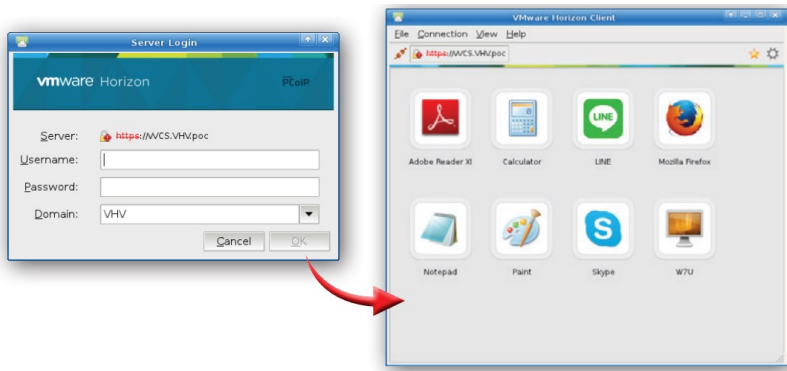 Server Login
vmware Horizon
PCoIP
Server: https://VVCS.VHV.poc
Username:
Password:
Domain: VHV
Cancel OK
VMware Horizon Client
File Connection View Help
https://VVCS.VHV.poc
LINE
Adobe Reader XI Calculator LINE Mozilla Firefox
Notepad Paint Skype W7U